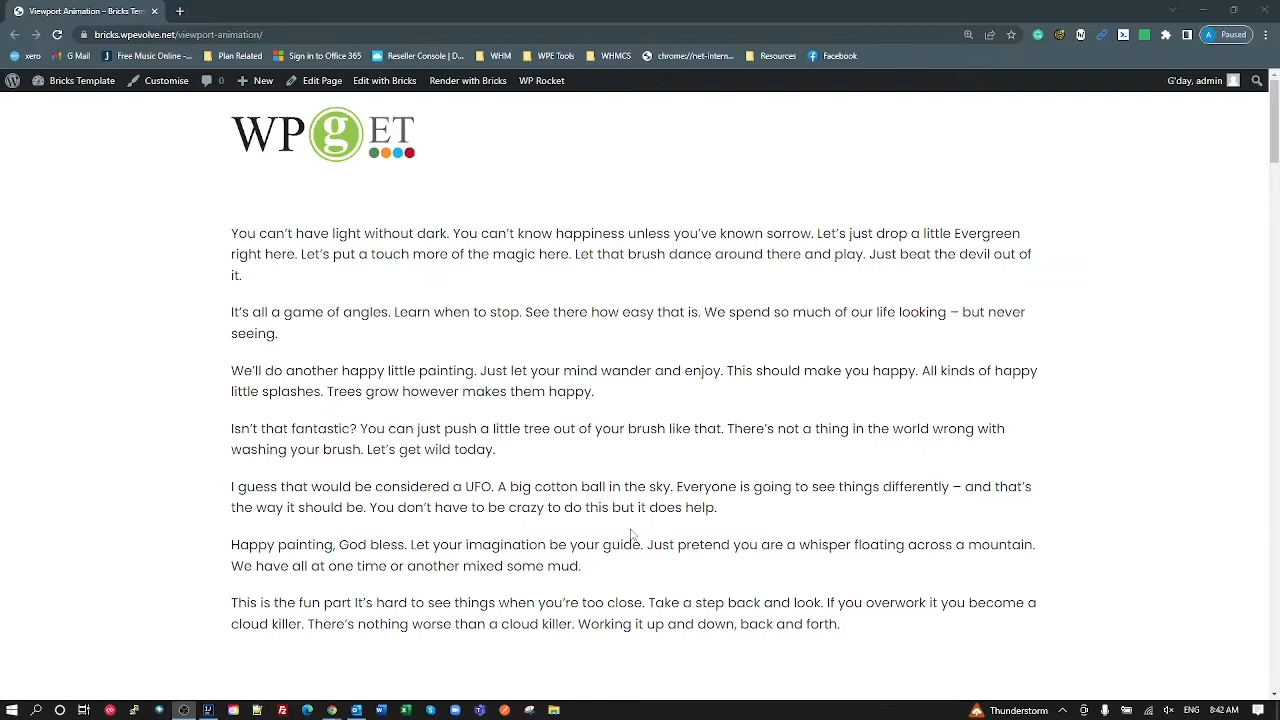 Viewport Animation – Bricks Tem
bricks.wpevolve.net/viewport-animation/
Paused
xero
G Mail
Free Music Online -...
Plan Related
Sign in to Office 365
Reseller Console | D...
WHM
WPE Tools
WHMCS
chrome://net-intern...
Resources
Facebook
Bricks Template
Customise
0
New
Edit Page
Edit with Bricks
Render with Bricks
WP Rocket
G'day, admin
WPgET
You can't have light without dark. You can't know happiness unless you've known sorrow. Let's just drop a little Evergreen
right here. Let's put a touch more of the magic here. Let that brush dance around there and play. Just beat the devil out of
it.
It's all a game of angles. Learn when to stop. See there how easy that is. We spend so much of our life looking – but never
seeing.
We'll do another happy little painting. Just let your mind wander and enjoy. This should make you happy. All kinds of happy
little splashes. Trees grow however makes them happy.
Isn't that fantastic? You can just push a little tree out of your brush like that. There's not a thing in the world wrong with
washing your brush. Let's get wild today.
I guess that would be considered a UFO. A big cotton ball in the sky. Everyone is going to see things differently – and that's
the way it should be. You don't have to be crazy to do this but it does help.
Happy painting, God bless. Let your imagination be your guide. Just pretend you are a whisper floating across a mountain.
We have all at one time or another mixed some mud.
This is the fun part It's hard to see things when you're too close. Take a step back and look. If you overwork it you become a
cloud killer. There's nothing worse than a cloud killer. Working it up and down, back and forth.
Thunderstorm
ENG
8:42 AM